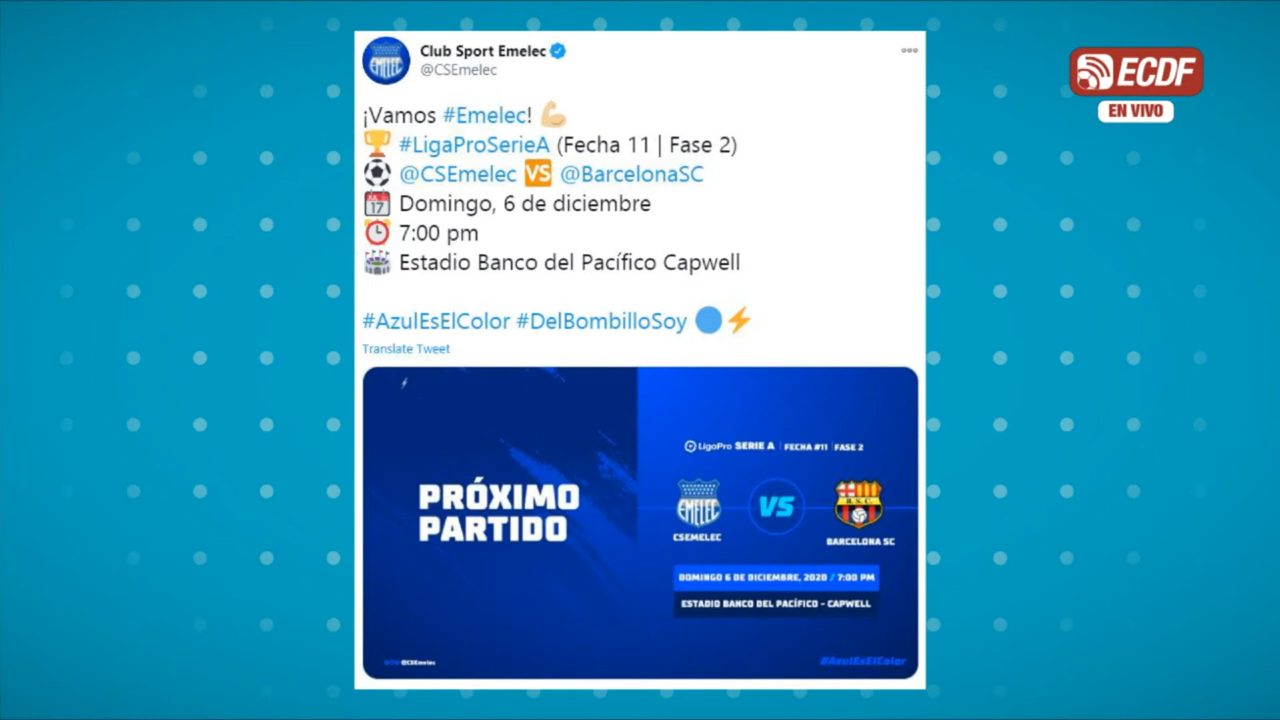 Club Sport Emelec
@CSEmelec
ECDF
EN VIVO
¡Vamos #Emelec! 💪
🏆 #LigaProSerieA (Fecha 11 | Fase 2)
⚽ @CSEmelec 🆚 @BarcelonaSC
📅 Domingo, 6 de diciembre
⏰ 7:00 pm
🏟 Estadio Banco del Pacífico Capwell
#AzulEsElColor #DelBombilloSoy 🔵⚡
Translate Tweet
PRÓXIMO
PARTIDO
LigaPro SERIE A | FECHA #11 | FASE 2
EMELEC
VS
B.S.C.
CSEMELEC
BARCELONA SC
DOMINGO 6 DE DICIEMBRE, 2020 / 7:00 PM
ESTADIO BANCO DEL PACÍFICO - CAPWELL
@CSEmelec
#AzulEsElColor